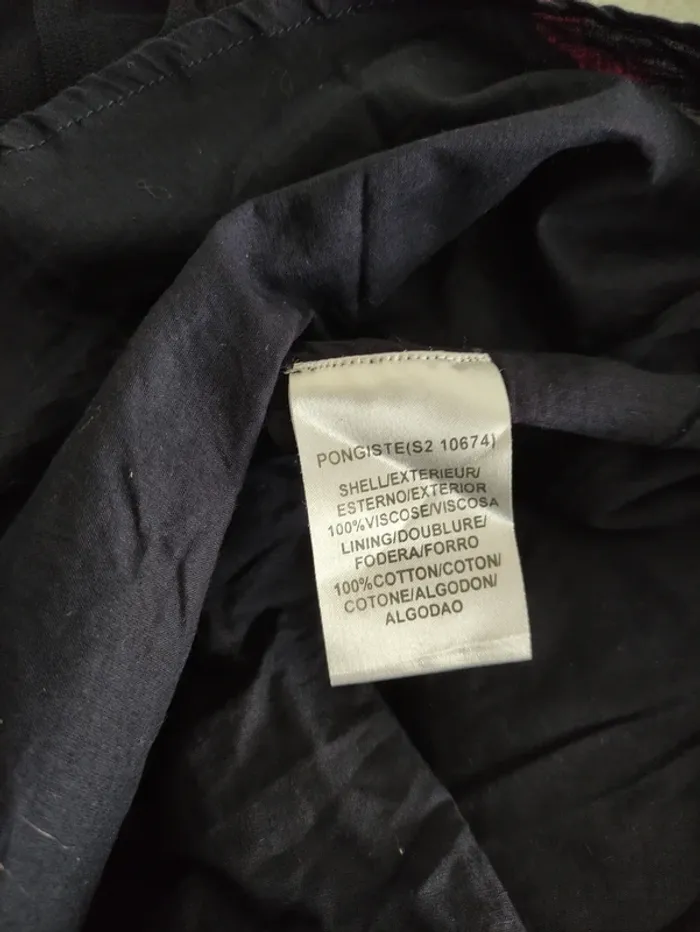 PONGISTE(S2 10674)
SHELL/EXTERIEUR/
ESTERNO/EXTERIOR
100%VISCOSE/VISCOSA
LINING/DOUBLURE/
FODERA/FORRO
100%COTTON/COTON/
COTONE/ALGODON/
ALGODAO